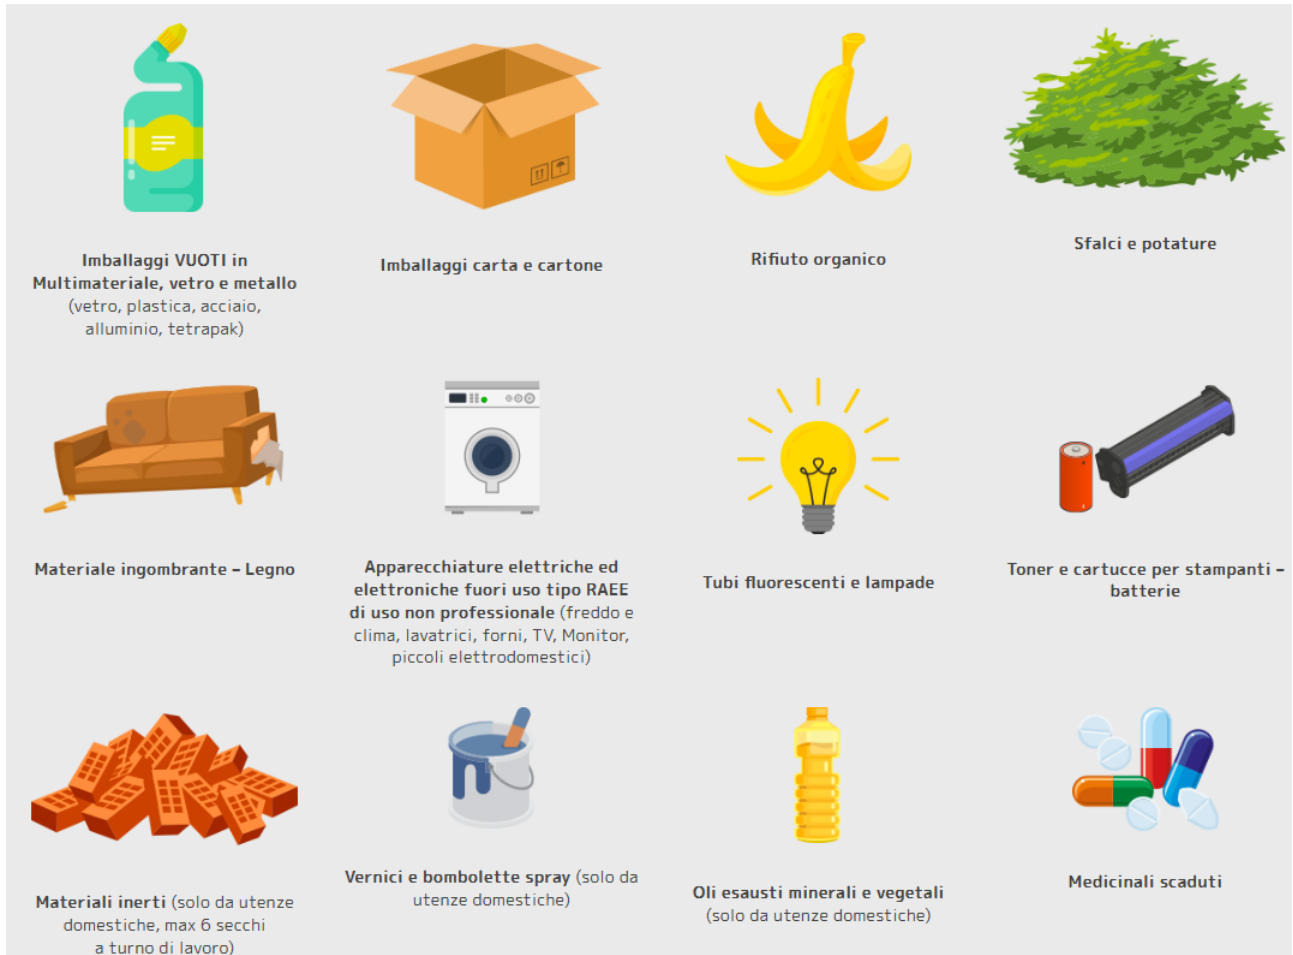 Imballaggi VUOTI in
Multimateriale, vetro e metallo
(vetro, plastica, acciaio,
alluminio, tetrapak)
Imballaggi carta e cartone
Rifiuto organico
Sfalci e potature
Materiale ingombrante – Legno
Apparecchiature elettriche ed
elettroniche fuori uso tipo RAEE
di uso non professionale (freddo e
clima, lavatrici, forni, TV, Monitor,
piccoli elettrodomestici)
Tubi fluorescenti e lampade
Toner e cartucce per stampanti –
batterie
Materiali inerti (solo da utenze
domestiche, max 6 secchi
a turno di lavoro)
Vernici e bombolette spray (solo da
utenze domestiche)
Oli esausti minerali e vegetali
(solo da utenze domestiche)
Medicinali scaduti